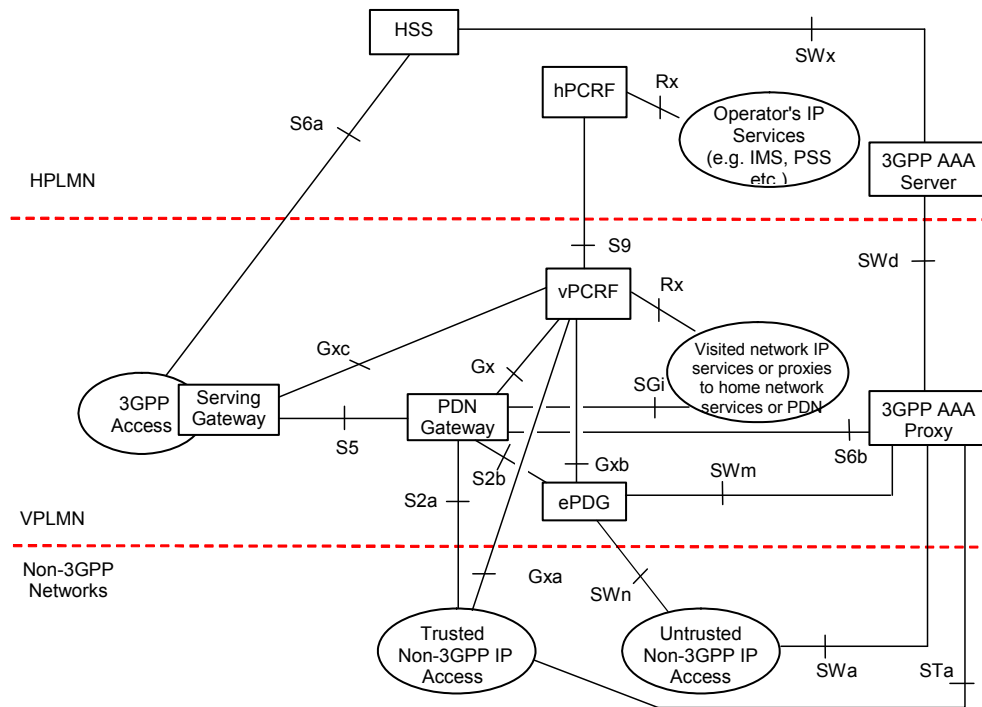 HSS
SWx
hPCRF
Rx
S6a
Operator's IP
Services
(e.g. IMS, PSS
etc.)
3GPP AAA
Server
HPLMN
S9
SWd
vPCRF
Rx
Gxc
Gx
Visited network IP
services or proxies
to home network
services or PDN
SGi
3GPP
Access
Serving
Gateway
PDN
Gateway
3GPP AAA
Proxy
S5
S6b
S2b
Gxb
SWm
S2a
ePDG
VPLMN
Non-3GPP
Networks
Gxa
SWn
Trusted
Non-3GPP IP
Access
Untrusted
Non-3GPP IP
Access
SWa
STa